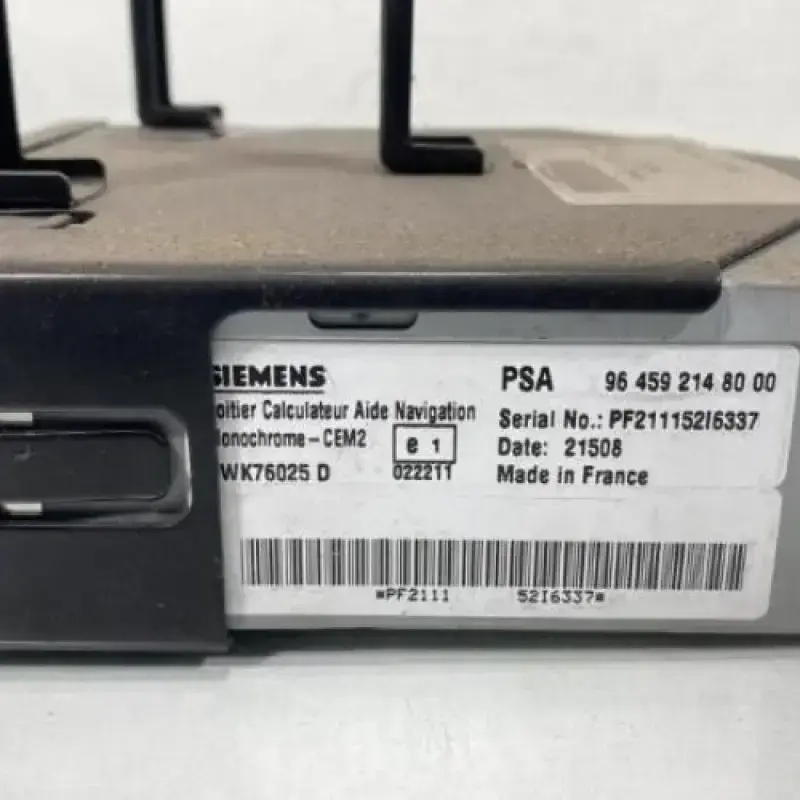 SIEMENS
oitier Calculateur Aide Navigation
onochrome-CEM2
e 1
WK76025 D
022211
PSA 96 459 214 80 00
Serial No.: PF21115216337
Date: 21508
Made in France
*PF2111 52I6337*